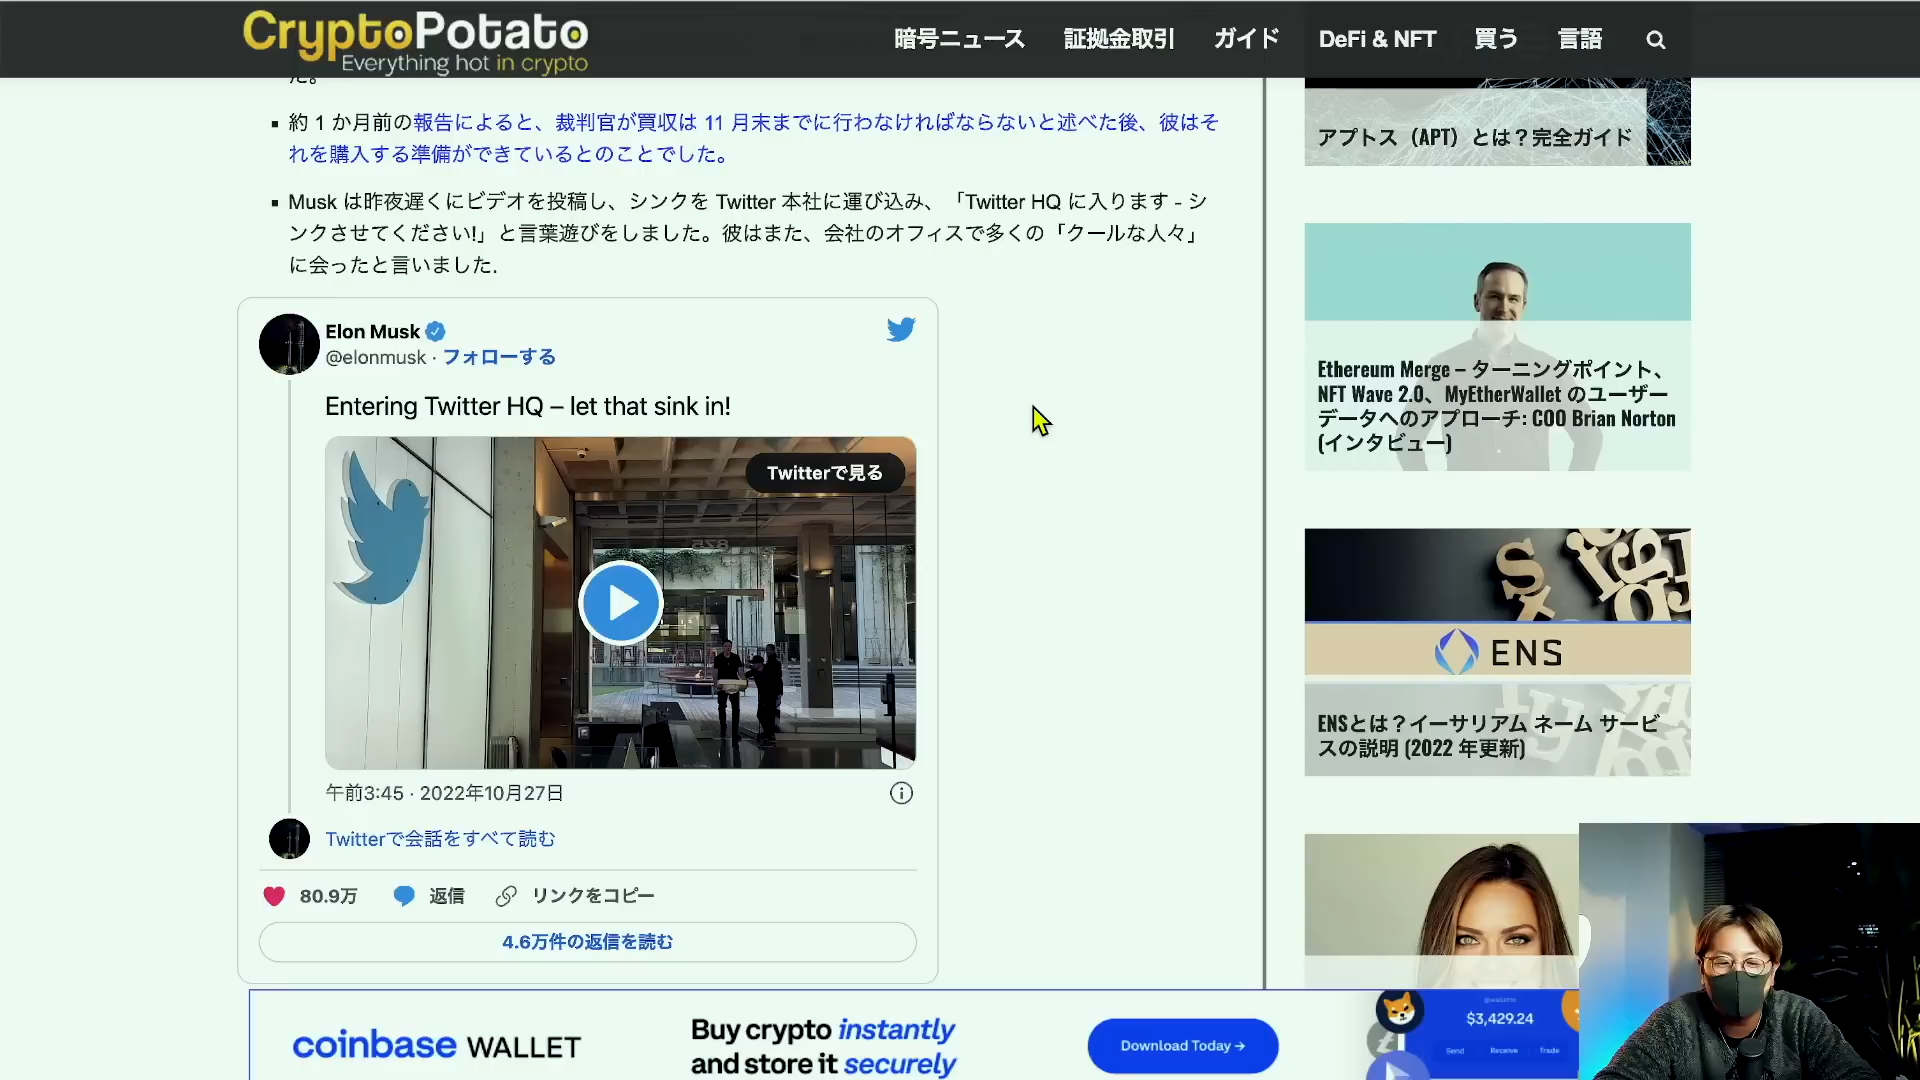 CryptoPotato
Everything hot in crypto
暗号ニュース
証拠金取引
ガイド
DeFi & NFT
買う
言語
た。
約 1 か月前の報告によると、裁判官が買収は 11 月末までに行わなければならないと述べた後、彼はそ
れを購入する準備ができているとのことでした。
Musk は昨夜遅くにビデオを投稿し、シンクを Twitter 本社に運び込み、「Twitter HQ に入ります - シ
ンクさせてください!」と言葉遊びをしました。彼はまた、会社のオフィスで多くの「クールな人々」
に会ったと言いました.
Elon Musk
@elonmusk · フォローする
Entering Twitter HQ – let that sink in!
Twitterで見る
午前3:45 · 2022年10月27日
Twitterで会話をすべて読む
80.9万
返信
リンクをコピー
4.6万件の返信を読む
アプトス（APT）とは？完全ガイド
Ethereum Merge – ターニングポイント、
NFT Wave 2.0、MyEtherWallet のユーザー
データへのアプローチ: COO Brian Norton
(インタビュー)
ENS
ENSとは？イーサリアム ネーム サービ
スの説明 (2022 年更新)
coinbase WALLET
Buy crypto instantly
and store it securely
Download Today →
$3,429.24
Send
Receive
Trade